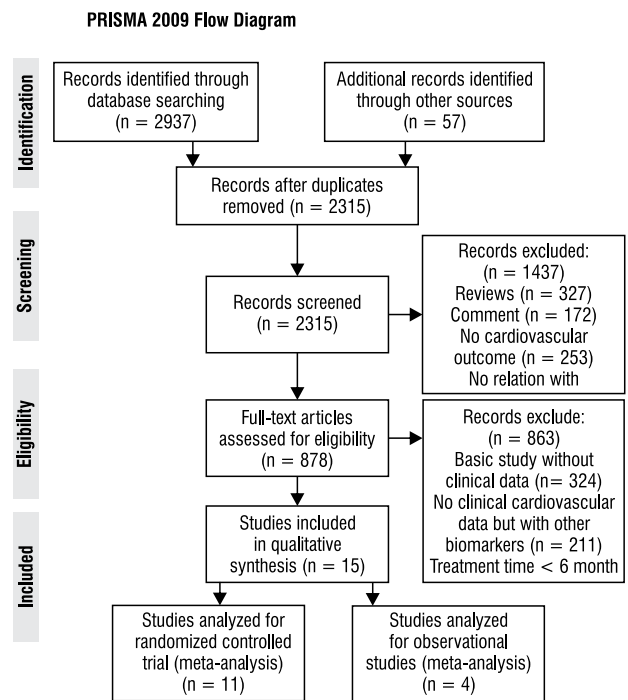 PRISMA 2009 Flow Diagram
Identification
Records identified through
database searching
(n = 2937)
Additional records identified
through other sources
(n = 57)
Records after duplicates
removed (n = 2315)
Screening
Records screened
(n = 2315)
Records excluded:
(n = 1437)
Reviews (n = 327)
Comment (n = 172)
No cardiovascular
outcome (n = 253)
No relation with
Eligibility
Full-text articles
assessed for eligibility
(n = 878)
Records exclude:
(n = 863)
Basic study without
clinical data (n= 324)
No clinical cardiovascular
data but with other
biomarkers (n = 211)
Treatment time < 6 month
Included
Studies included
in qualitative
synthesis (n = 15)
Studies analyzed for
randomized controlled
trial (meta-analysis)
(n = 11)
Studies analyzed
for observational
studies (meta-analysis)
(n = 4)